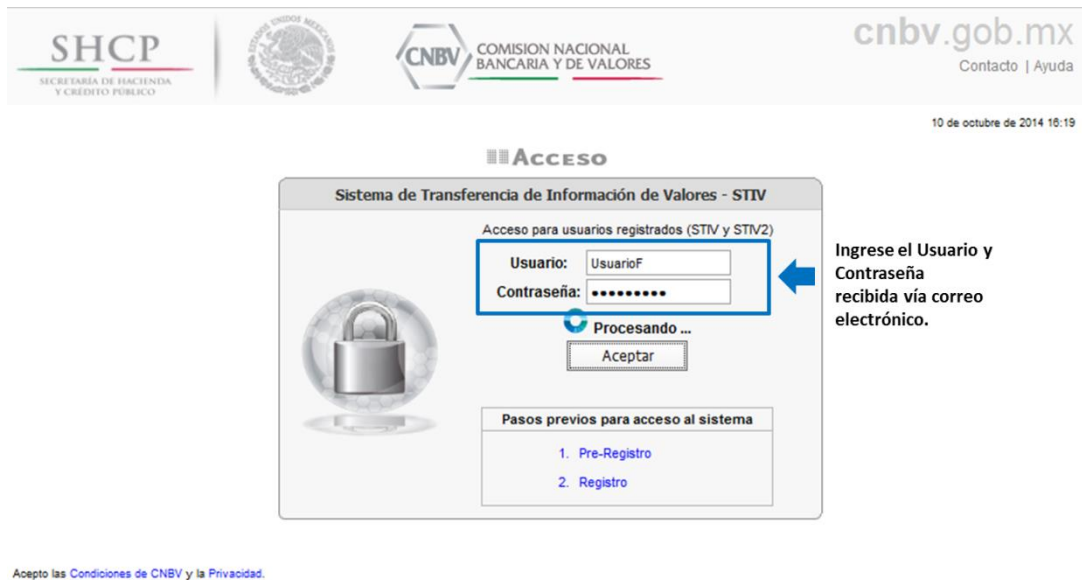 SHCP
SECRETARÍA DE HACIENDA
Y CRÉDITO PÚBLICO
ESTADOS UNIDOS MEXICANOS
CNBV
COMISION NACIONAL
BANCARIA Y DE VALORES
cnbv.gob.mx
Contacto | Ayuda
10 de octubre de 2014 16:19
ACCESO
Sistema de Transferencia de Información de Valores - STIV
Acceso para usuarios registrados (STIV y STIV2)
Usuario: UsuarioF
Contraseña: •••••••••
Procesando ...
Aceptar
Ingrese el Usuario y
Contraseña
recibida vía correo
electrónico.
Pasos previos para acceso al sistema
1. Pre-Registro
2. Registro
Acepto las Condiciones de CNBV y la Privacidad.